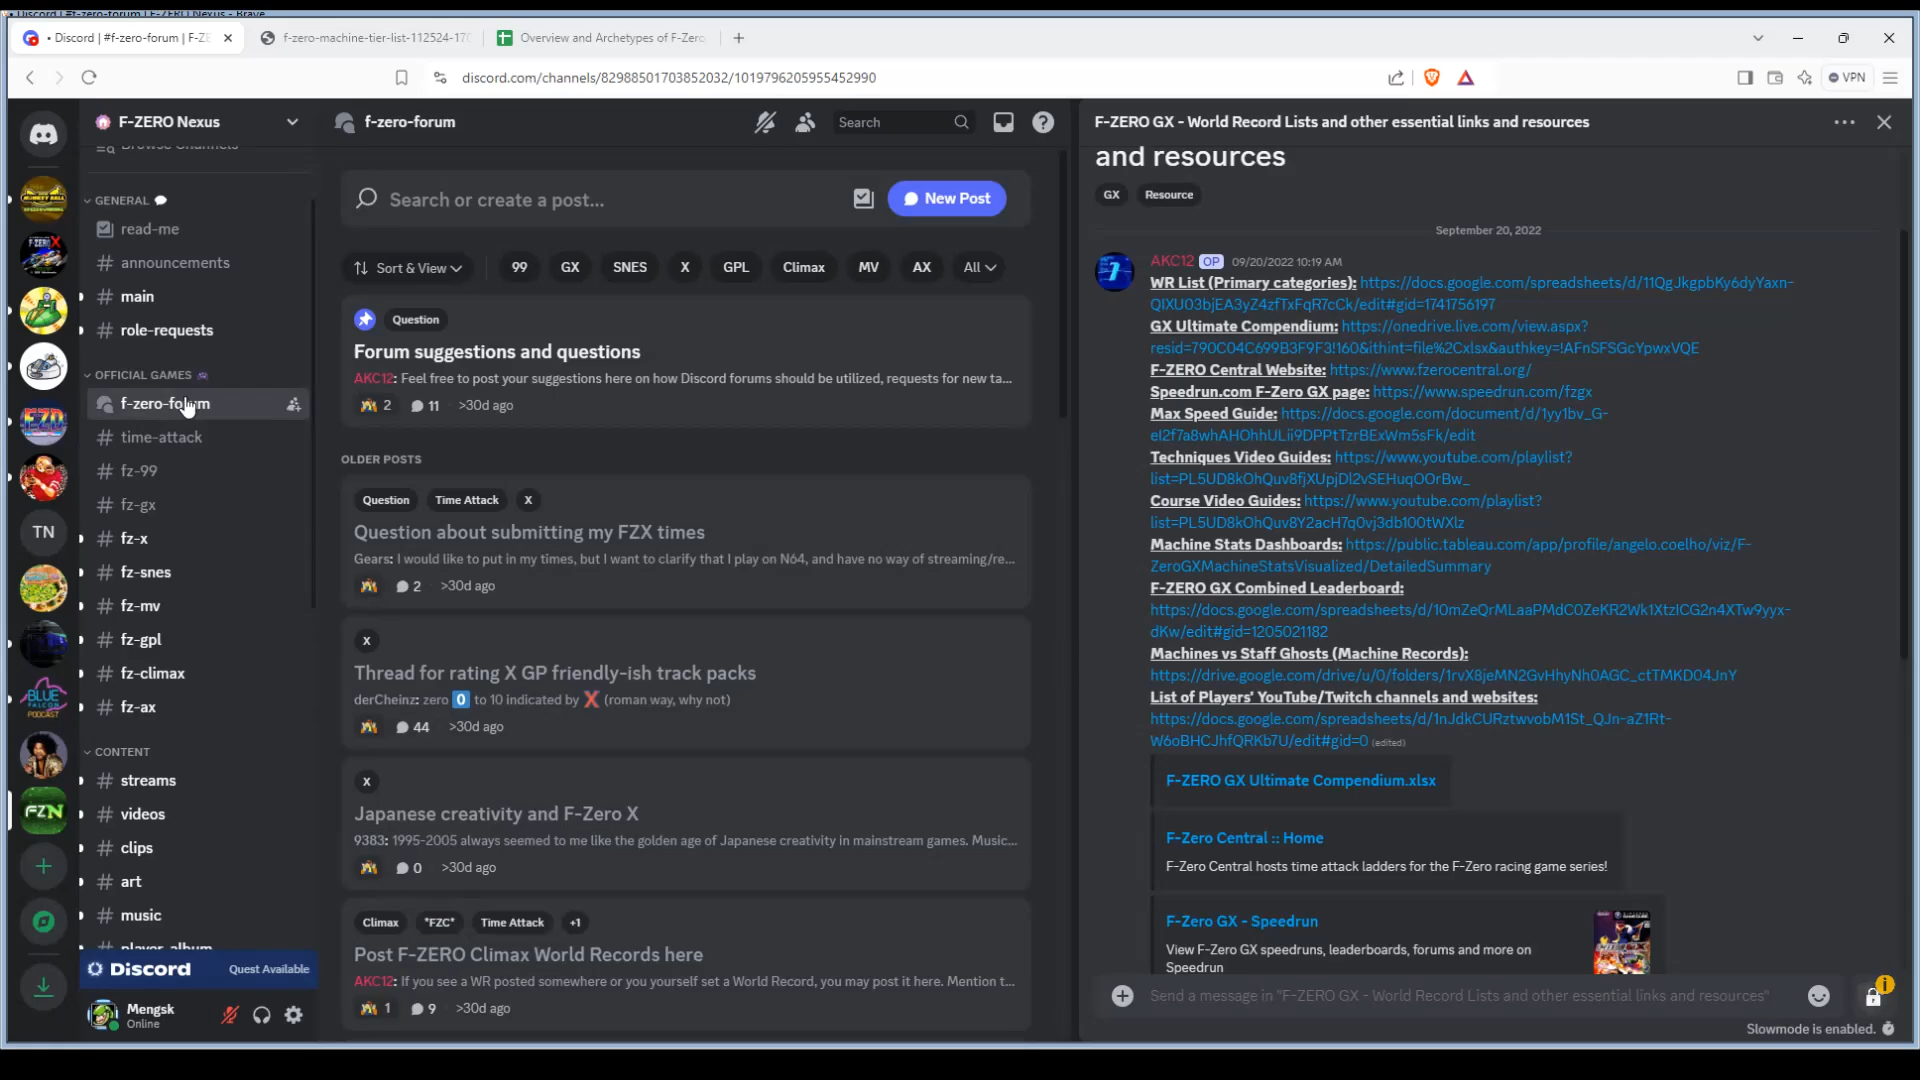 Discord | #f-zero-forum | F-ZERO Nexus - Brave
• Discord | #f-zero-forum | F-ZE
f-zero-machine-tier-list-112524-170
Overview and Archetypes of F-Zero
discord.com/channels/82988501703852032/1019796205955452990
VPN
F-ZERO Nexus
Browse Channels
GENERAL
read-me
announcements
main
role-requests
OFFICIAL GAMES
f-zero-forum
time-attack
fz-99
fz-gx
fz-x
fz-snes
fz-mv
fz-gpl
fz-climax
fz-ax
CONTENT
streams
videos
clips
art
music
player_album
Discord
Quest Available
Mengsk
Online
TN
FZN
BLUE FALCON PODCAST
f-zero-forum
Search
Search or create a post...
New Post
Sort & View
99
GX
SNES
X
GPL
Climax
MV
AX
All
Question
Forum suggestions and questions
AKC12: Feel free to post your suggestions here on how Discord forums should be utilized, requests for new ta...
2 11 >30d ago
OLDER POSTS
Question Time Attack X
Question about submitting my FZX times
Gears: I would like to put in my times, but I want to clarify that I play on N64, and have no way of streaming/re...
2 >30d ago
X
Thread for rating X GP friendly-ish track packs
derCheinz: zero 0 to 10 indicated by ❌ (roman way, why not)
44 >30d ago
X
Japanese creativity and F-Zero X
9383: 1995-2005 always seemed to me like the golden age of Japanese creativity in mainstream games. Music...
0 >30d ago
Climax *FZC* Time Attack +1
Post F-ZERO Climax World Records here
AKC12: If you see a WR posted somewhere or you yourself set a World Record, you may post it here. Mention t...
1 9 >30d ago
F-ZERO GX - World Record Lists and other essential links and resources
and resources
GX Resource
September 20, 2022
AKC12 OP 09/20/2022 10:19 AM
WR List (Primary categories): https://docs.google.com/spreadsheets/d/11QgJkgpbKy6dyYaxn-
QIXU03bjEA3yZ4zfTxFqR7cCk/edit#gid=1741756197
GX Ultimate Compendium: https://onedrive.live.com/view.aspx?
resid=790C04C699B3F9F3!160&ithint=file%2Cxlsx&authkey=!AFnSFSGcYpwxVQE
F-ZERO Central Website: https://www.fzerocentral.org/
Speedrun.com F-Zero GX page: https://www.speedrun.com/fzgx
Max Speed Guide: https://docs.google.com/document/d/1yy1bv_G-
eI2f7a8whAHOhhULii9DPPtTzrBExWm5sFk/edit
Techniques Video Guides: https://www.youtube.com/playlist?
list=PL5UD8kOhQuv8fjXUpjDl2vSEHuqOOrBw_
Course Video Guides: https://www.youtube.com/playlist?
list=PL5UD8kOhQuv8Y2acH7q0vj3db100tWXlz
Machine Stats Dashboards: https://public.tableau.com/app/profile/angelo.coelho/viz/F-
ZeroGXMachineStatsVisualized/DetailedSummary
F-ZERO GX Combined Leaderboard:
https://docs.google.com/spreadsheets/d/10mZeQrMLaaPMdC0ZeKR2Wk1XtzICG2n4XTw9yyx-
dKw/edit#gid=1205021182
Machines vs Staff Ghosts (Machine Records):
https://drive.google.com/drive/u/0/folders/1rvX8jeMN2GvHhyNh0AGC_ctTMKD04JnY
List of Players' YouTube/Twitch channels and websites:
https://docs.google.com/spreadsheets/d/1nJdkCURztwvobM1St_QJn-aZ1Rt-
W6oBHCJhfQRKb7U/edit#gid=0 (edited)
F-ZERO GX Ultimate Compendium.xlsx
F-Zero Central :: Home
F-Zero Central hosts time attack ladders for the F-Zero racing game series!
F-Zero GX - Speedrun
View F-Zero GX speedruns, leaderboards, forums and more on
Speedrun
Send a message in "F-ZERO GX - World Record Lists and other essential links and resources"
Slowmode is enabled.